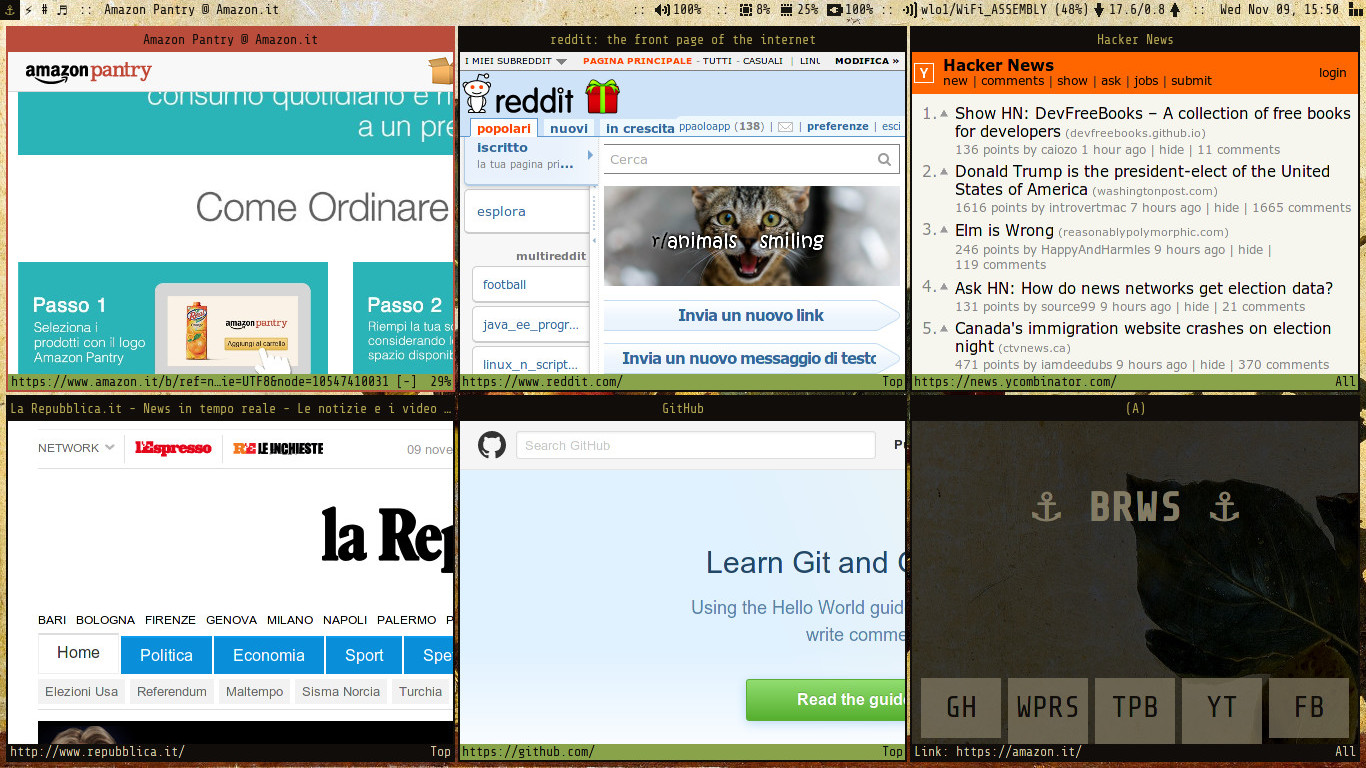 Amazon Pantry @ Amazon.it
:: 100% :: 8% 25% 100% :: wlo1/WiFi_ASSEMBLY (48%) 17.6/0.8 :: Wed Nov 09, 15:50
Amazon Pantry @ Amazon.it
amazonpantry
consumo quotidiano e
a un pre
Come Ordinare
Passo 1
Seleziona i
prodotti con il logo
Amazon Pantry
amazonpantry
Aggiungi al carrello
Passo 2
Riempi la tua s
considerando l
spazio disponib
https://www.amazon.it/b/ref=n…ie=UTF8&node=10547410031 [-] 29%
reddit: the front page of the internet
I MIEI SUBREDDIT PAGINA PRINCIPALE - TUTTI - CASUALI | LINU MODIFICA »
reddit
popolari nuovi in crescita ppaoloapp (138) | preferenze | esci
iscritto
la tua pagina pri...
Cerca
esplora
r/animals smiling
multireddit
football
java_ee_progr...
linux_n_script...
Invia un nuovo link
Invia un nuovo messaggio di testo
https://www.reddit.com/ Top
Hacker News
Y Hacker News
new | comments | show | ask | jobs | submit
login
1. Show HN: DevFreeBooks – A collection of free books
for developers (devfreebooks.github.io)
136 points by caiozo 1 hour ago | hide | 11 comments
2. Donald Trump is the president-elect of the United
States of America (washingtonpost.com)
1616 points by introvertmac 7 hours ago | hide | 1665 comments
3. Elm is Wrong (reasonablypolymorphic.com)
246 points by HappyAndHarmles 9 hours ago | hide |
119 comments
4. Ask HN: How do news networks get election data?
131 points by source99 9 hours ago | hide | 21 comments
5. Canada's immigration website crashes on election
night (ctvnews.ca)
471 points by iamdeedubs 9 hours ago | hide | 370 comments
https://news.ycombinator.com/ All
La Repubblica.it - News in tempo reale - Le notizie e i video …
NETWORK l'Espresso RE LE INCHIESTE 09 nove
la Rep
BARI BOLOGNA FIRENZE GENOVA MILANO NAPOLI PALERMO P
Home Politica Economia Sport Spe
Elezioni Usa Referendum Maltempo Sisma Norcia Turchia
http://www.repubblica.it/ Top
GitHub
Search GitHub
Pu
Learn Git and G
Using the Hello World guid
write comme
Read the guide
https://github.com/ Top
(A)
⚓ BRWS ⚓
GH WPRS TPB YT FB
Link: https://amazon.it/ All